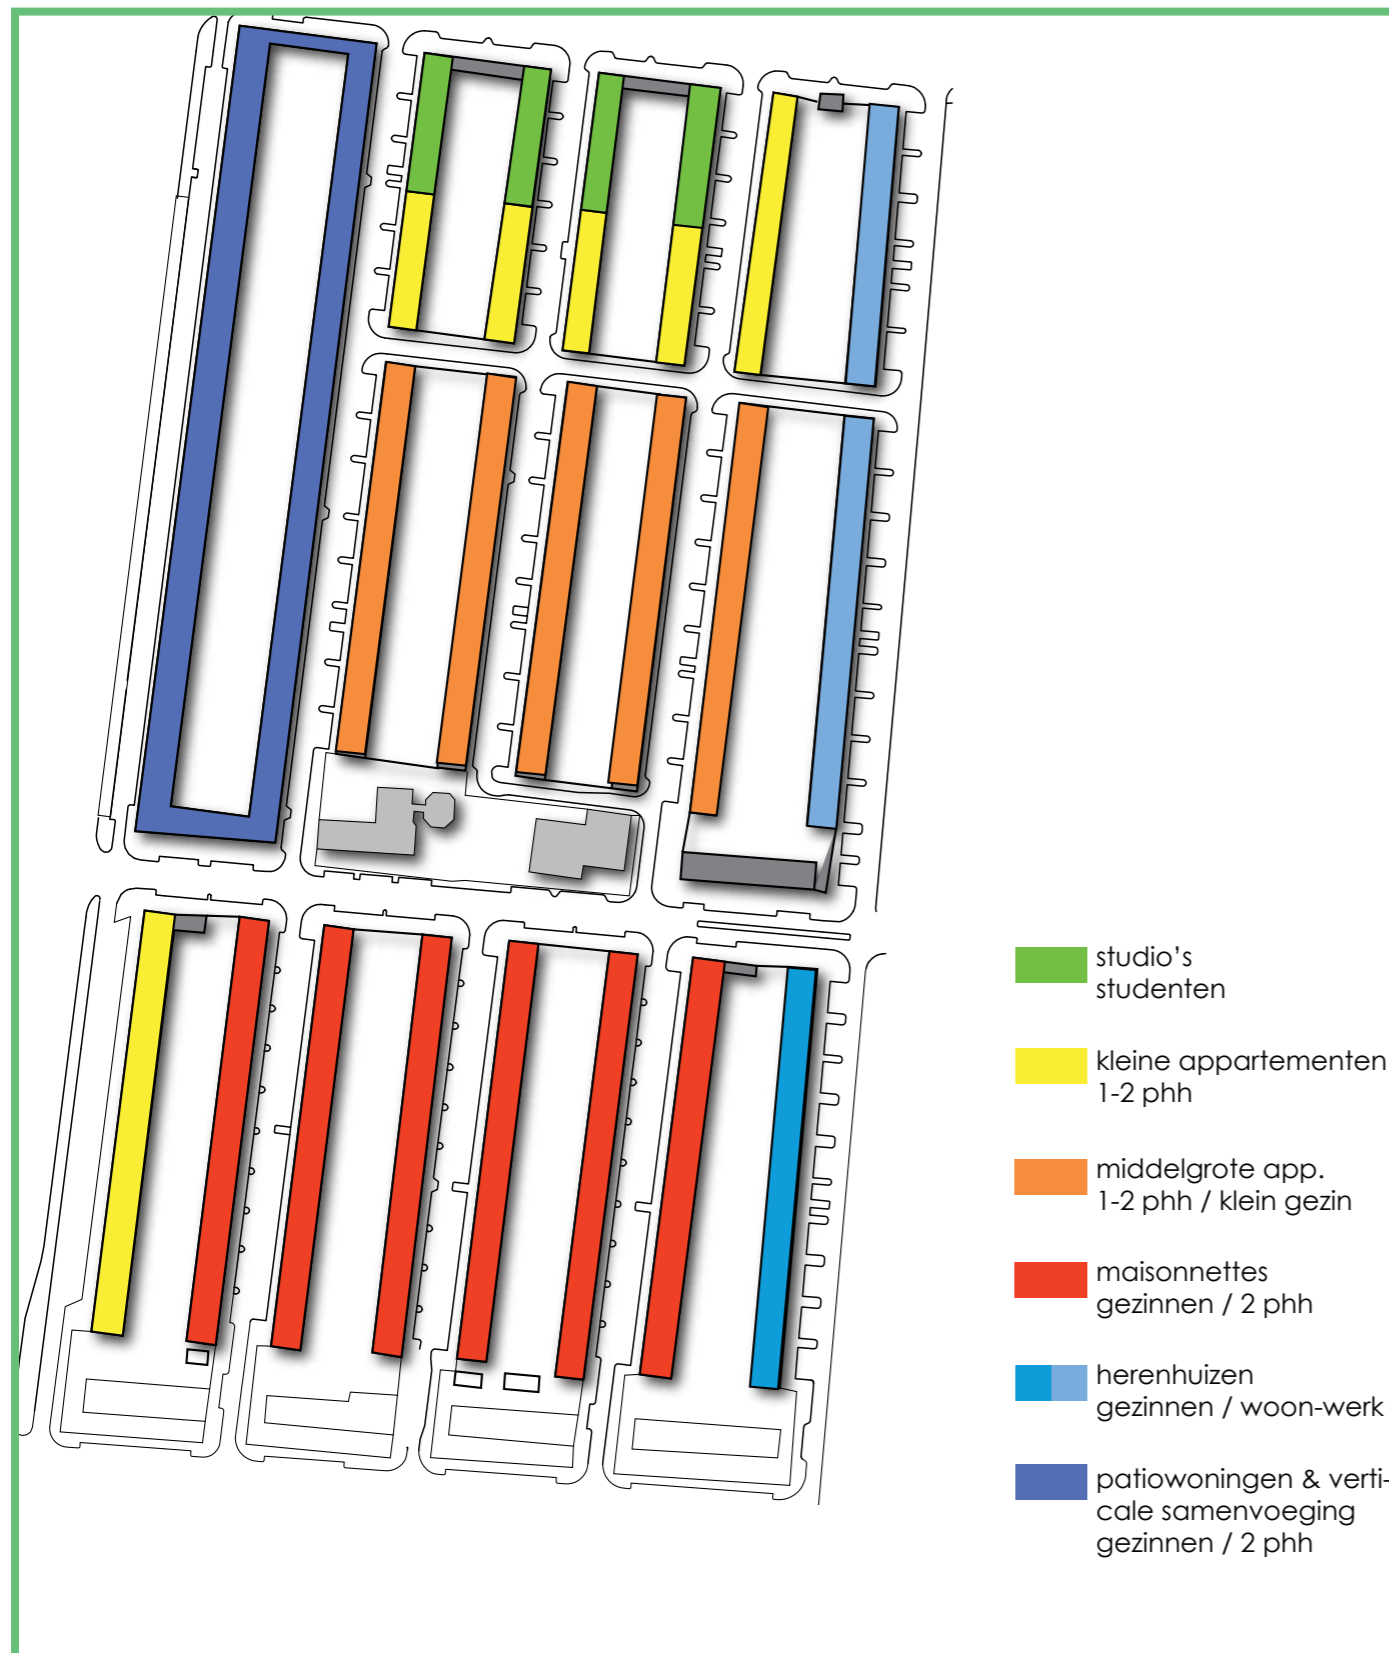 studio's
studenten
kleine appartementen
1-2 phh
middelgrote app.
1-2 phh / klein gezin
maisonnettes
gezinnen / 2 phh
herenhuizen
gezinnen / woon-werk
patiowoningen & verti-
cale samenvoeging
gezinnen / 2 phh